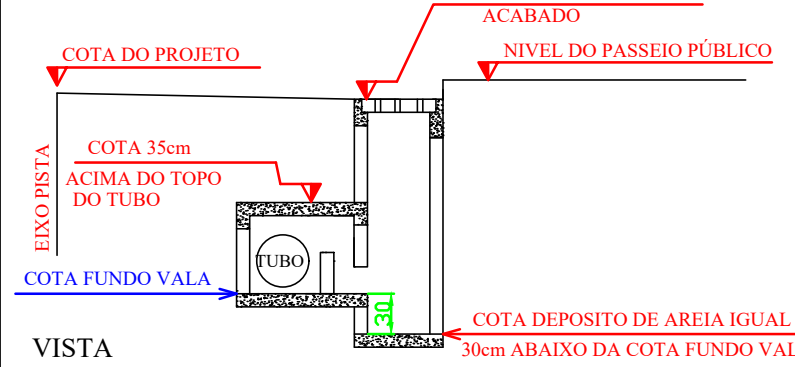 ACABADO
COTA DO PROJETO
NIVEL DO PASSEIO PÚBLICO
EIXO PISTA
COTA 35cm
ACIMA DO TOPO
DO TUBO
TUBO
COTA FUNDO VALA
30
COTA DEPOSITO DE AREIA IGUAL
30cm ABAIXO DA COTA FUNDO VAL
VISTA